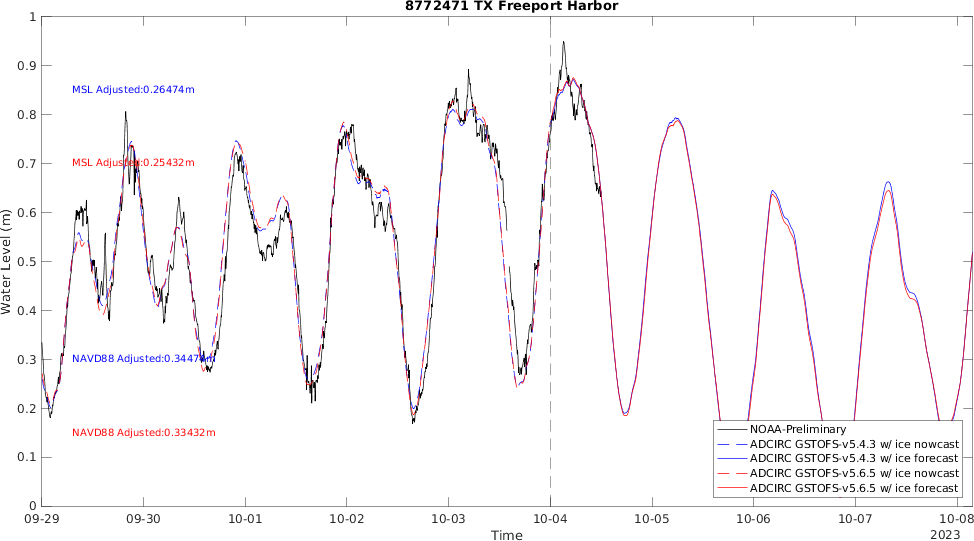 8772471 TX Freeport Harbor
Water Level (m)
1
0.9
0.8
0.7
0.6
0.5
0.4
0.3
0.2
0.1
0
MSL Adjusted:0.26474m
MSL Adjusted:0.25432m
NAVD88 Adjusted:0.34474m
NAVD88 Adjusted:0.33432m
NOAA-Preliminary
ADCIRC GSTOFS-v5.4.3 w/ ice nowcast
ADCIRC GSTOFS-v5.4.3 w/ ice forecast
ADCIRC GSTOFS-v5.6.5 w/ ice nowcast
ADCIRC GSTOFS-v5.6.5 w/ ice forecast
09-29 09-30 10-01 10-02 10-03 10-04 10-05 10-06 10-07 10-08
2023
Time